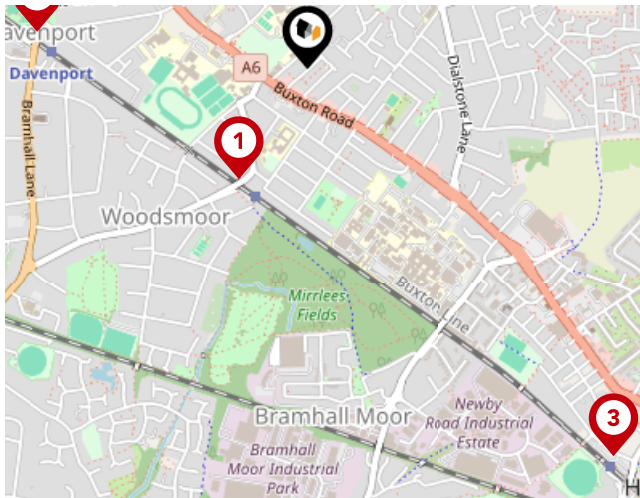 avenport
Davenport
A6
Buxton Road
Dialstone Lane
Bramhall Lane
1
Woodsmoor
Mirrlees
Fields
Buxton Line
Bramhall Moor
Newby
Road Industrial
Estate
3
Bramhall
Moor Industrial
Park
H